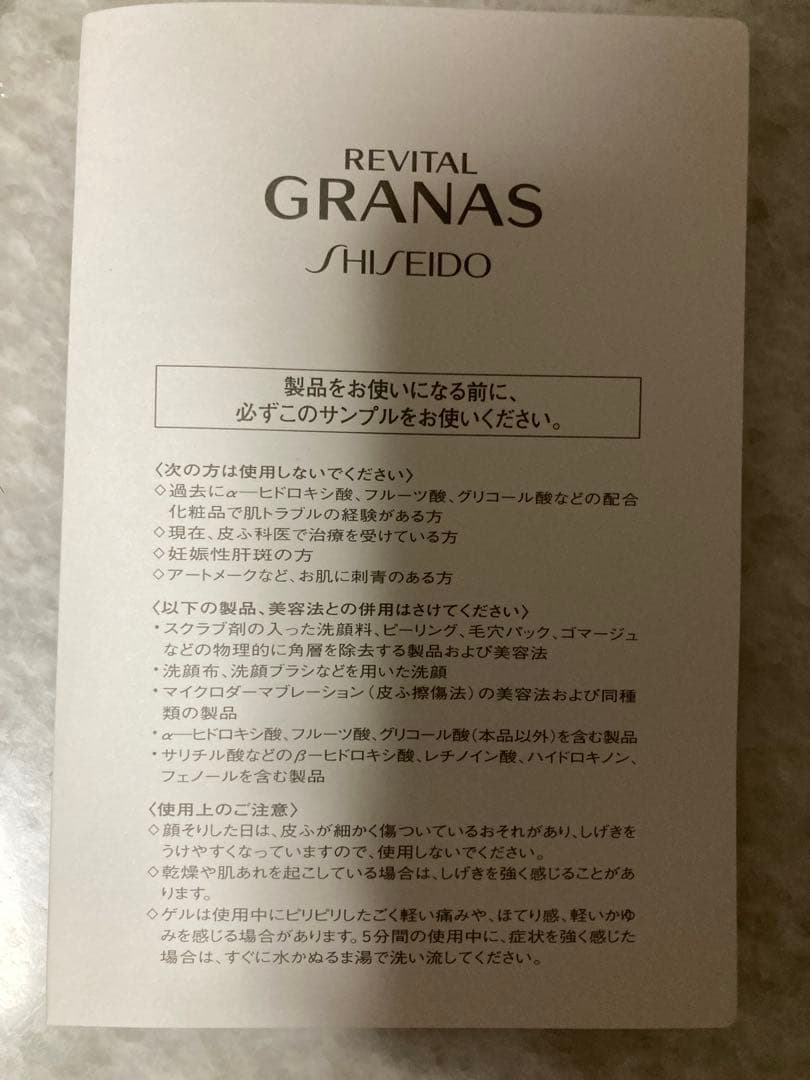 REVITAL
GRANAS
SHISEIDO
製品をお使いになる前に、
必ずこのサンプルをお使いください。
〈次の方は使用しないでください〉
◇過去にα―ヒドロキシ酸、フルーツ酸、グリコール酸などの配合
化粧品で肌トラブルの経験がある方
◇現在、皮ふ科医で治療を受けている方
◇妊娠性肝斑の方
◇アートメークなど、お肌に刺青のある方
〈以下の製品、美容法との併用はさけてください〉
・スクラブ剤の入った洗顔料、ピーリング、毛穴パック、ゴマージュ
などの物理的に角層を除去する製品および美容法
・洗顔布、洗顔ブラシなどを用いた洗顔
・マイクロダーマブレーション（皮ふ擦傷法）の美容法および同種
類の製品
・α―ヒドロキシ酸、フルーツ酸、グリコール酸（本品以外）を含む製品
・サリチル酸などのβ－ヒドロキシ酸、レチノイン酸、ハイドロキノン、
フェノールを含む製品
〈使用上のご注意〉
◇顔そりした日は、皮ふが細かく傷ついているおそれがあり、しげきを
うけやすくなっていますので、使用しないでください。
◇乾燥や肌あれを起こしている場合は、しげきを強く感じることがあ
ります。
◇ゲルは使用中にピリピリしたごく軽い痛みや、ほてり感、軽いかゆ
みを感じる場合があります。5分間の使用中に、症状を強く感じた
場合は、すぐに水かぬるま湯で洗い流してください。